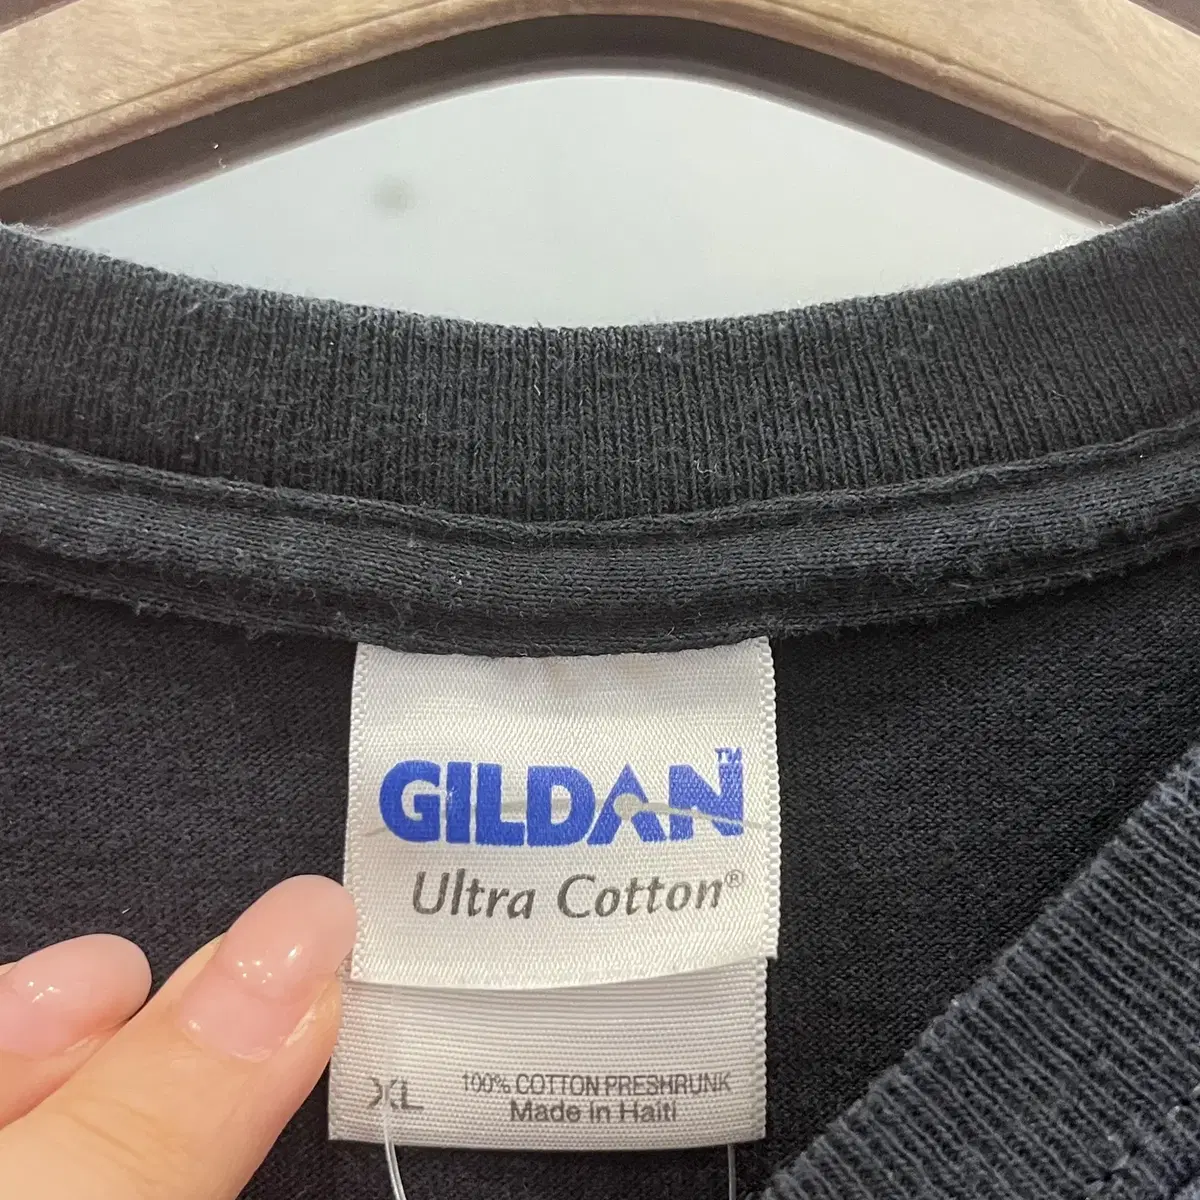 GILDAN™
Ultra Cotton®
XL 100% COTTON PRESHRUNK
Made in Haiti